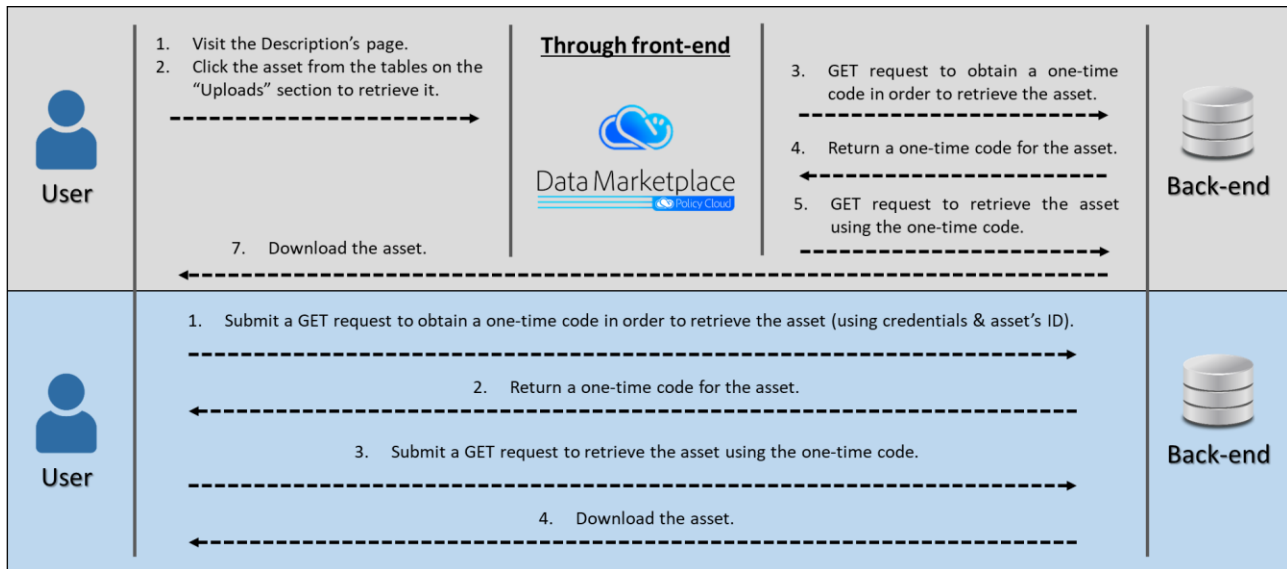 1. Visit the Description's page.
2. Click the asset from the tables on the
"Uploads" section to retrieve it.
Through front-end
Data Marketplace
Policy Cloud
3. GET request to obtain a one-time
code in order to retrieve the asset.
4. Return a one-time code for the asset.
5. GET request to retrieve the asset
using the one-time code.
7. Download the asset.
User
Back-end
1. Submit a GET request to obtain a one-time code in order to retrieve the asset (using credentials & asset's ID).
2. Return a one-time code for the asset.
3. Submit a GET request to retrieve the asset using the one-time code.
4. Download the asset.
User
Back-end